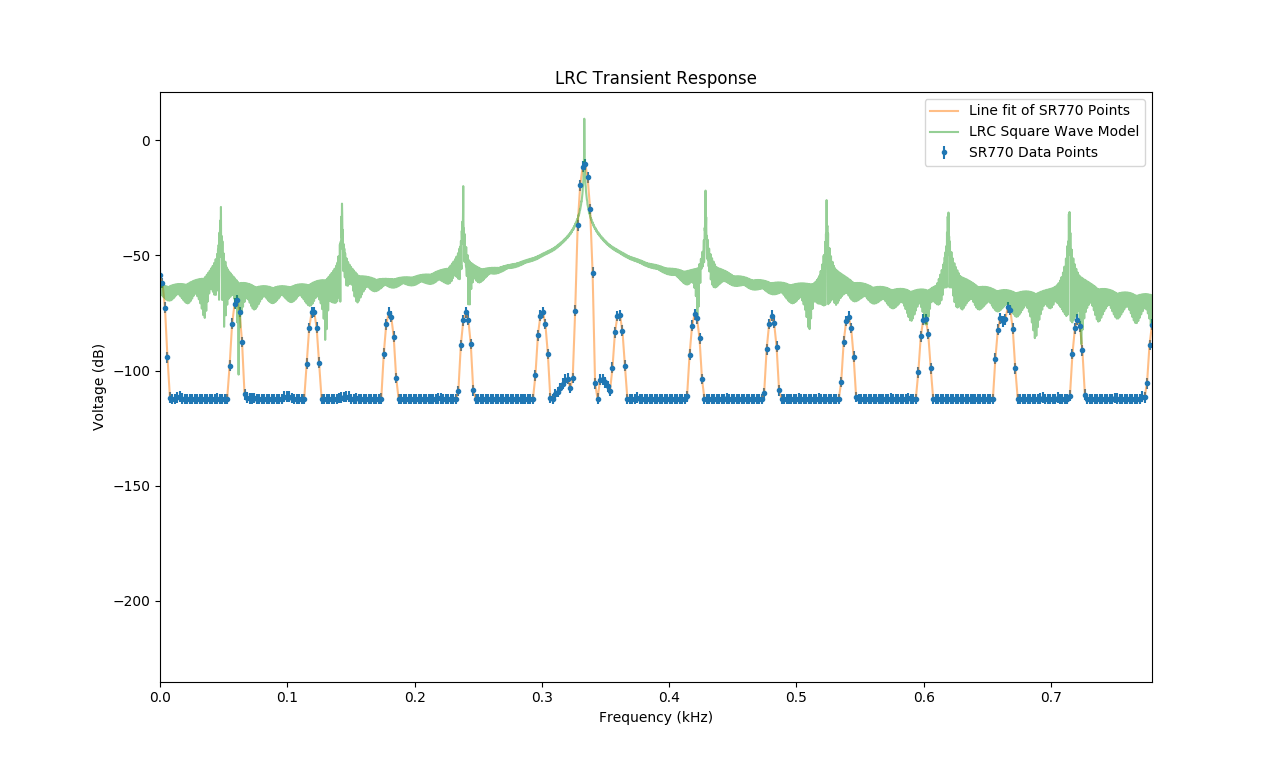 LRC Transient Response
Line fit of SR770 Points
LRC Square Wave Model
SR770 Data Points
0
−50
−100
−150
−200
Voltage (dB)
0.0 0.1 0.2 0.3 0.4 0.5 0.6 0.7
Frequency (kHz)